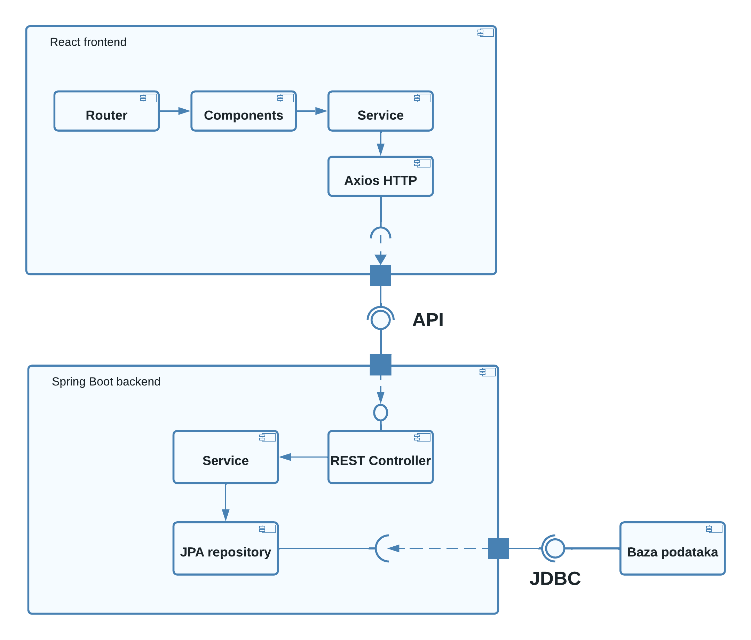 React frontend
Router
Components
Service
Axios HTTP
API
Spring Boot backend
Service
REST Controller
JPA repository
Baza podataka
JDBC